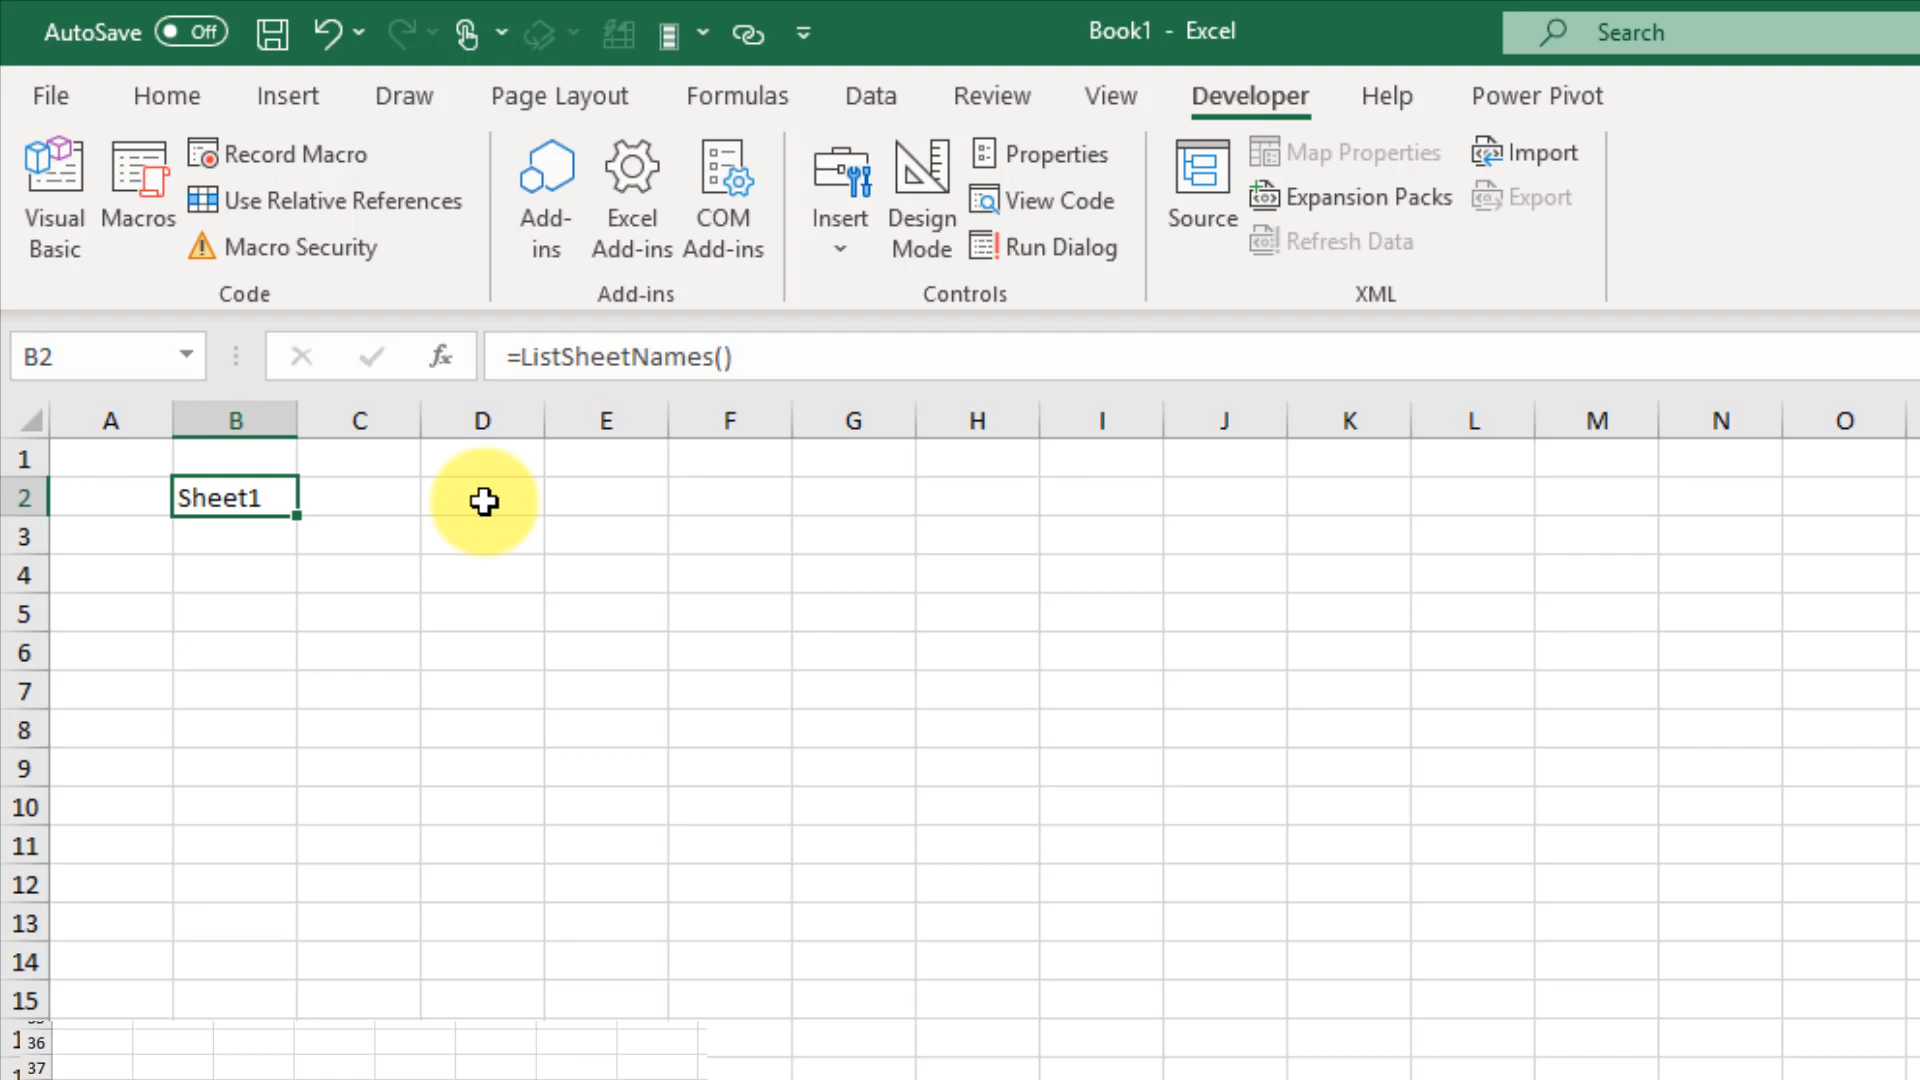 AutoSave Off Book1 - Excel Search
File Home Insert Draw Page Layout Formulas Data Review View Developer Help Power Pivot
Visual Basic
Macros
Record Macro
Use Relative References
Macro Security
Code
Add-ins
Excel Add-ins
COM Add-ins
Add-ins
Insert
Design Mode
Properties
View Code
Run Dialog
Controls
Source
Map Properties
Expansion Packs
Refresh Data
Import
Export
XML
B2 fx =ListSheetNames()
A B C D E F G H I J K L M N O
1
2 Sheet1
3
4
5
6
7
8
9
10
11
12
13
14
15
36
37